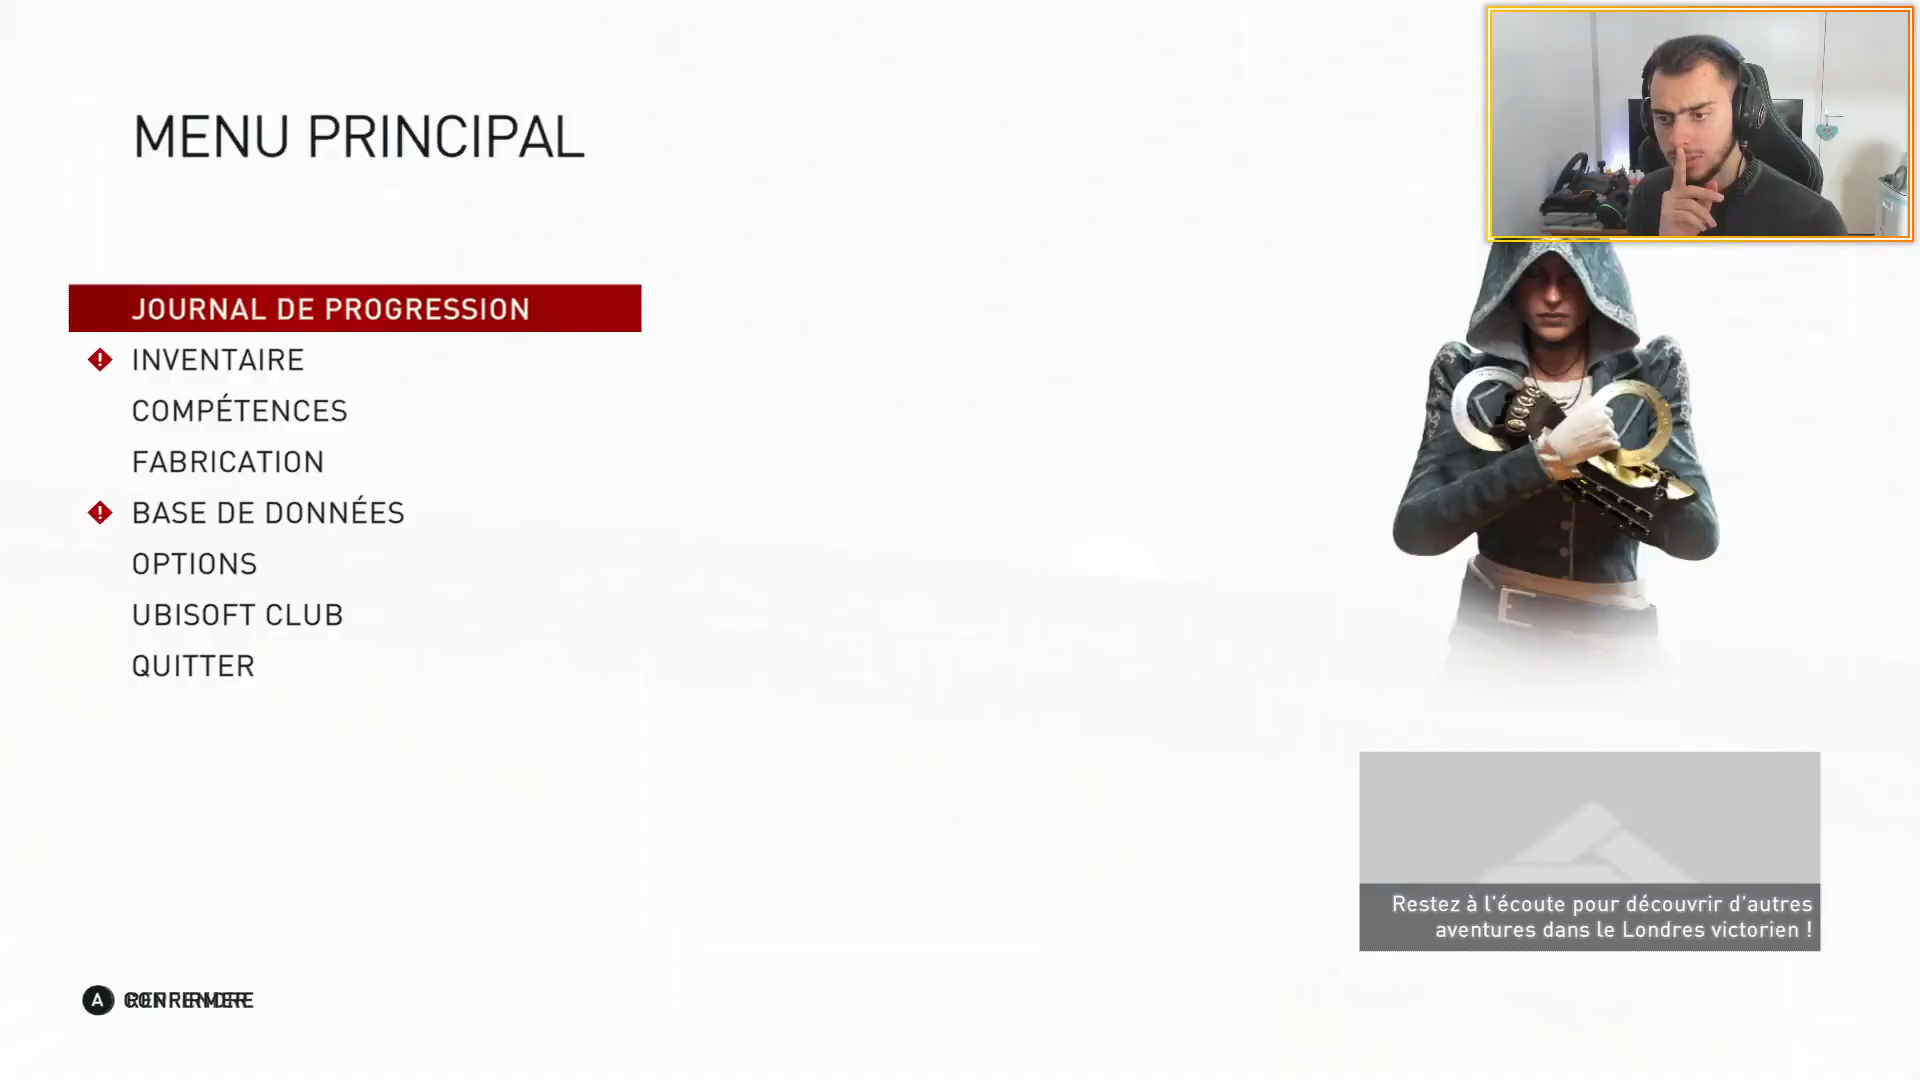 MENU PRINCIPAL
JOURNAL DE PROGRESSION
INVENTAIRE
COMPÉTENCES
FABRICATION
BASE DE DONNÉES
OPTIONS
UBISOFT CLUB
QUITTER
Restez à l'écoute pour découvrir d'autres
aventures dans le Londres victorien !
A